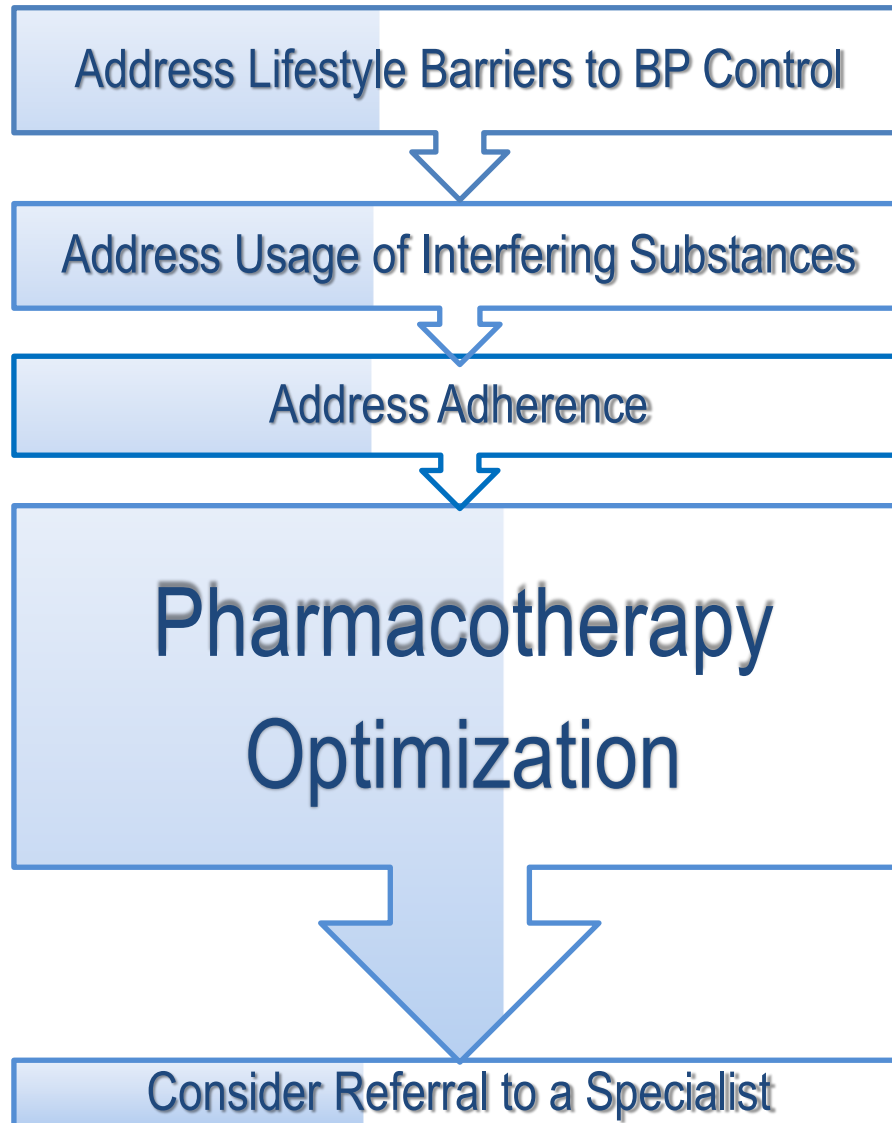 Address Lifestyle Barriers to BP Control
Address Usage of Interfering Substances
Address Adherence
Pharmacotherapy
Optimization
Consider Referral to a Specialist